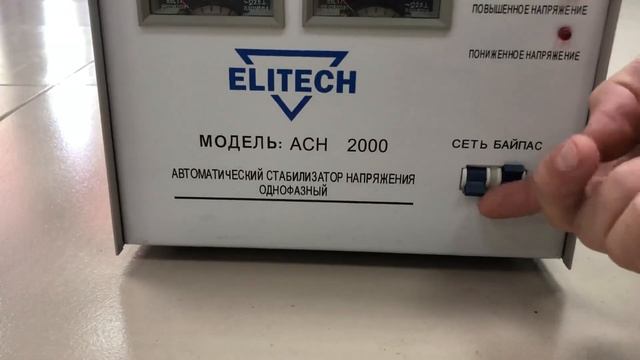 ПОВЫШЕННОЕ НАПРЯЖЕНИЕ
ПОНИЖЕННОЕ НАПРЯЖЕНИЕ
ELITECH
МОДЕЛЬ: АСН 2000
СЕТЬ БАЙПАС
АВТОМАТИЧЕСКИЙ СТАБИЛИЗАТОР НАПРЯЖЕНИЯ
ОДНОФАЗНЫЙ